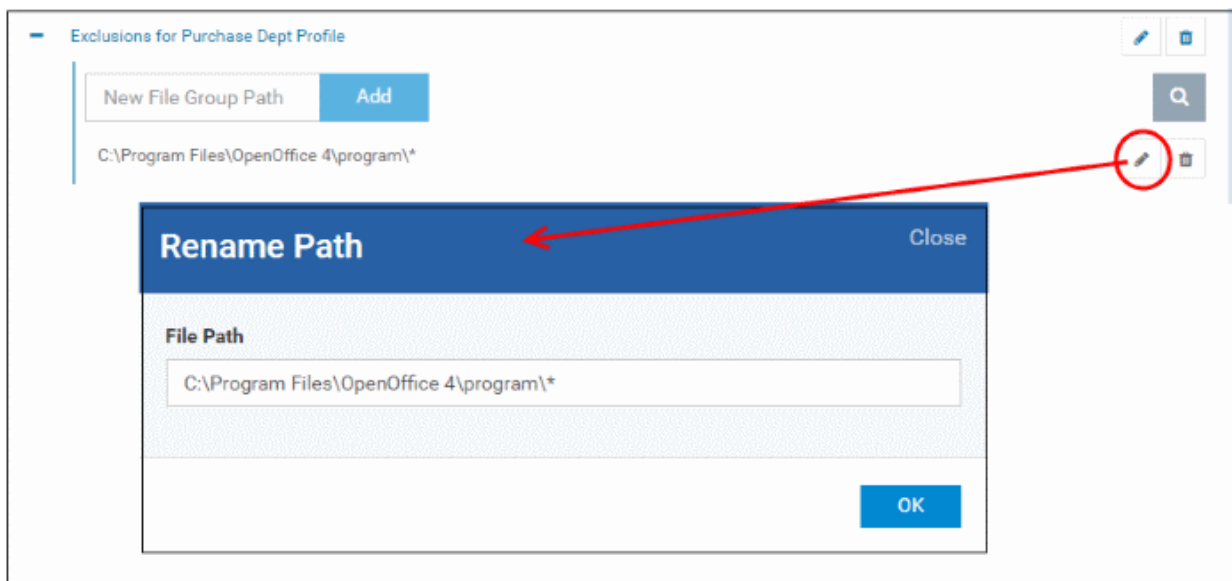 Exclusions for Purchase Dept Profile
New File Group Path Add
C:\Program Files\OpenOffice 4\program\*
Rename Path Close
File Path
C:\Program Files\OpenOffice 4\program\*
OK